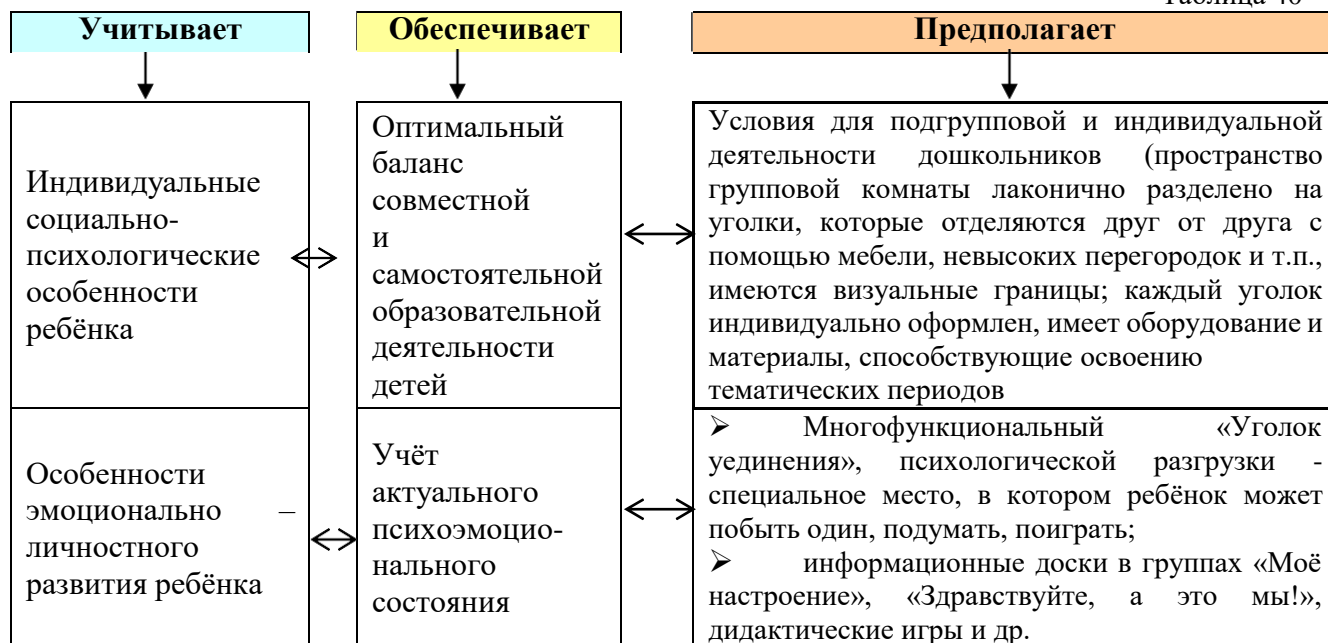 Учитывает
Обеспечивает
Предполагает
Индивидуальные
социально-
психологические
особенности
ребёнка
Оптимальный
баланс
совместной
и
самостоятельной
образовательной
деятельности
детей
Условия для подгрупповой и индивидуальной
деятельности дошкольников (пространство
групповой комнаты лаконично разделено на
уголки, которые отделяются друг от друга с
помощью мебели, невысоких перегородок и т.п.,
имеются визуальные границы; каждый уголок
индивидуально оформлен, имеет оборудование и
материалы, способствующие освоению
тематических периодов
Особенности
эмоционально –
личностного
развития ребёнка
Учёт
актуального
психоэмоцио-
нального
состояния
➢ Многофункциональный «Уголок
уединения», психологической разгрузки -
специальное место, в котором ребёнок может
побыть один, подумать, поиграть;
➢ информационные доски в группах «Моё
настроение», «Здравствуйте, а это мы!»,
дидактические игры и др.